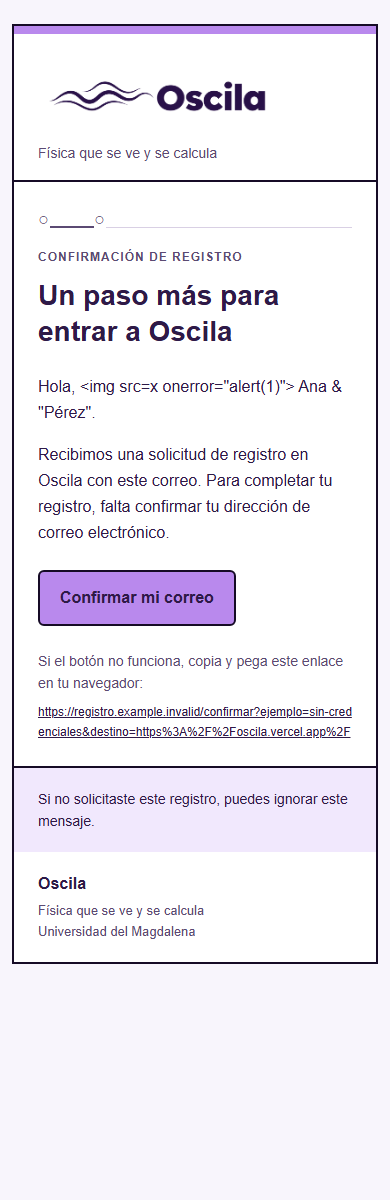 Oscila
Física que se ve y se calcula
CONFIRMACIÓN DE REGISTRO
Un paso más para
entrar a Oscila
Hola, <img src=x onerror="alert(1)"> Ana &
"Pérez".
Recibimos una solicitud de registro en
Oscila con este correo. Para completar tu
registro, falta confirmar tu dirección de
correo electrónico.
Confirmar mi correo
Si el botón no funciona, copia y pega este enlace
en tu navegador:
https://registro.example.invalid/confirmar?ejemplo=sin-cred
enciales&destino=https%3A%2F%2Foscila.vercel.app%2F
Si no solicitaste este registro, puedes ignorar este
mensaje.
Oscila
Física que se ve y se calcula
Universidad del Magdalena